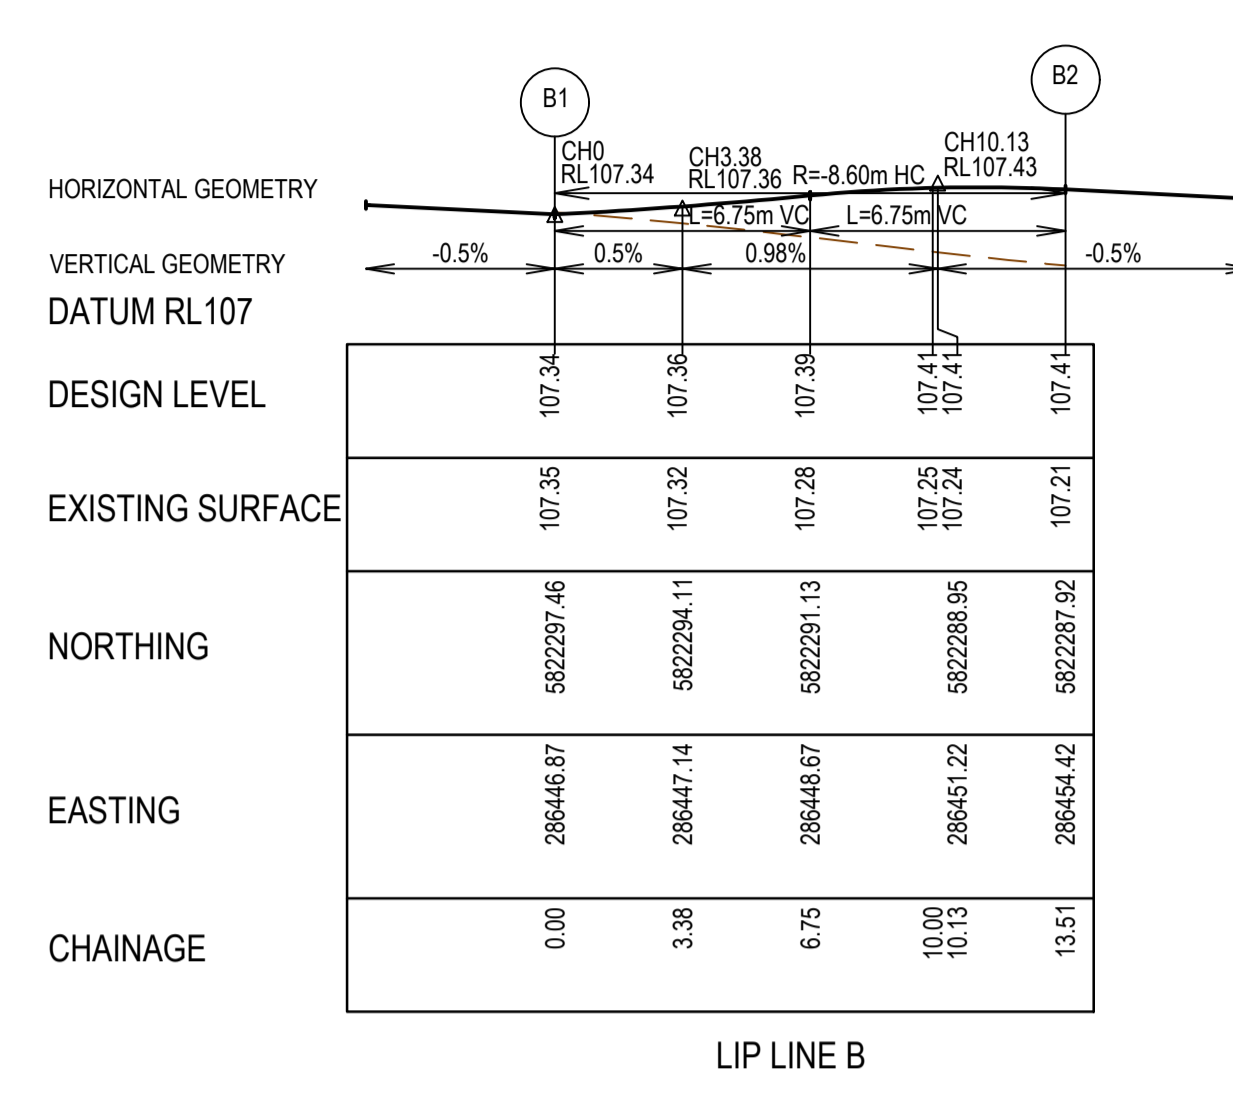 B1
B2
CH0
RL107.34
CH3.38
RL107.36
R=-8.60m HC
CH10.13
RL107.43
HORIZONTAL GEOMETRY
L=6.75m VC
L=6.75m VC
VERTICAL GEOMETRY
-0.5%
0.5%
0.98%
-0.5%
DATUM RL107
DESIGN LEVEL
107.34
107.36
107.39
107.41
107.41
107.41
EXISTING SURFACE
107.35
107.32
107.28
107.25
107.24
107.21
NORTHING
5822297.46
5822294.11
5822291.13
5822288.95
5822287.92
EASTING
286446.87
286447.14
286448.67
286451.22
286454.42
CHAINAGE
0.00
3.38
6.75
10.00
10.13
13.51
LIP LINE B